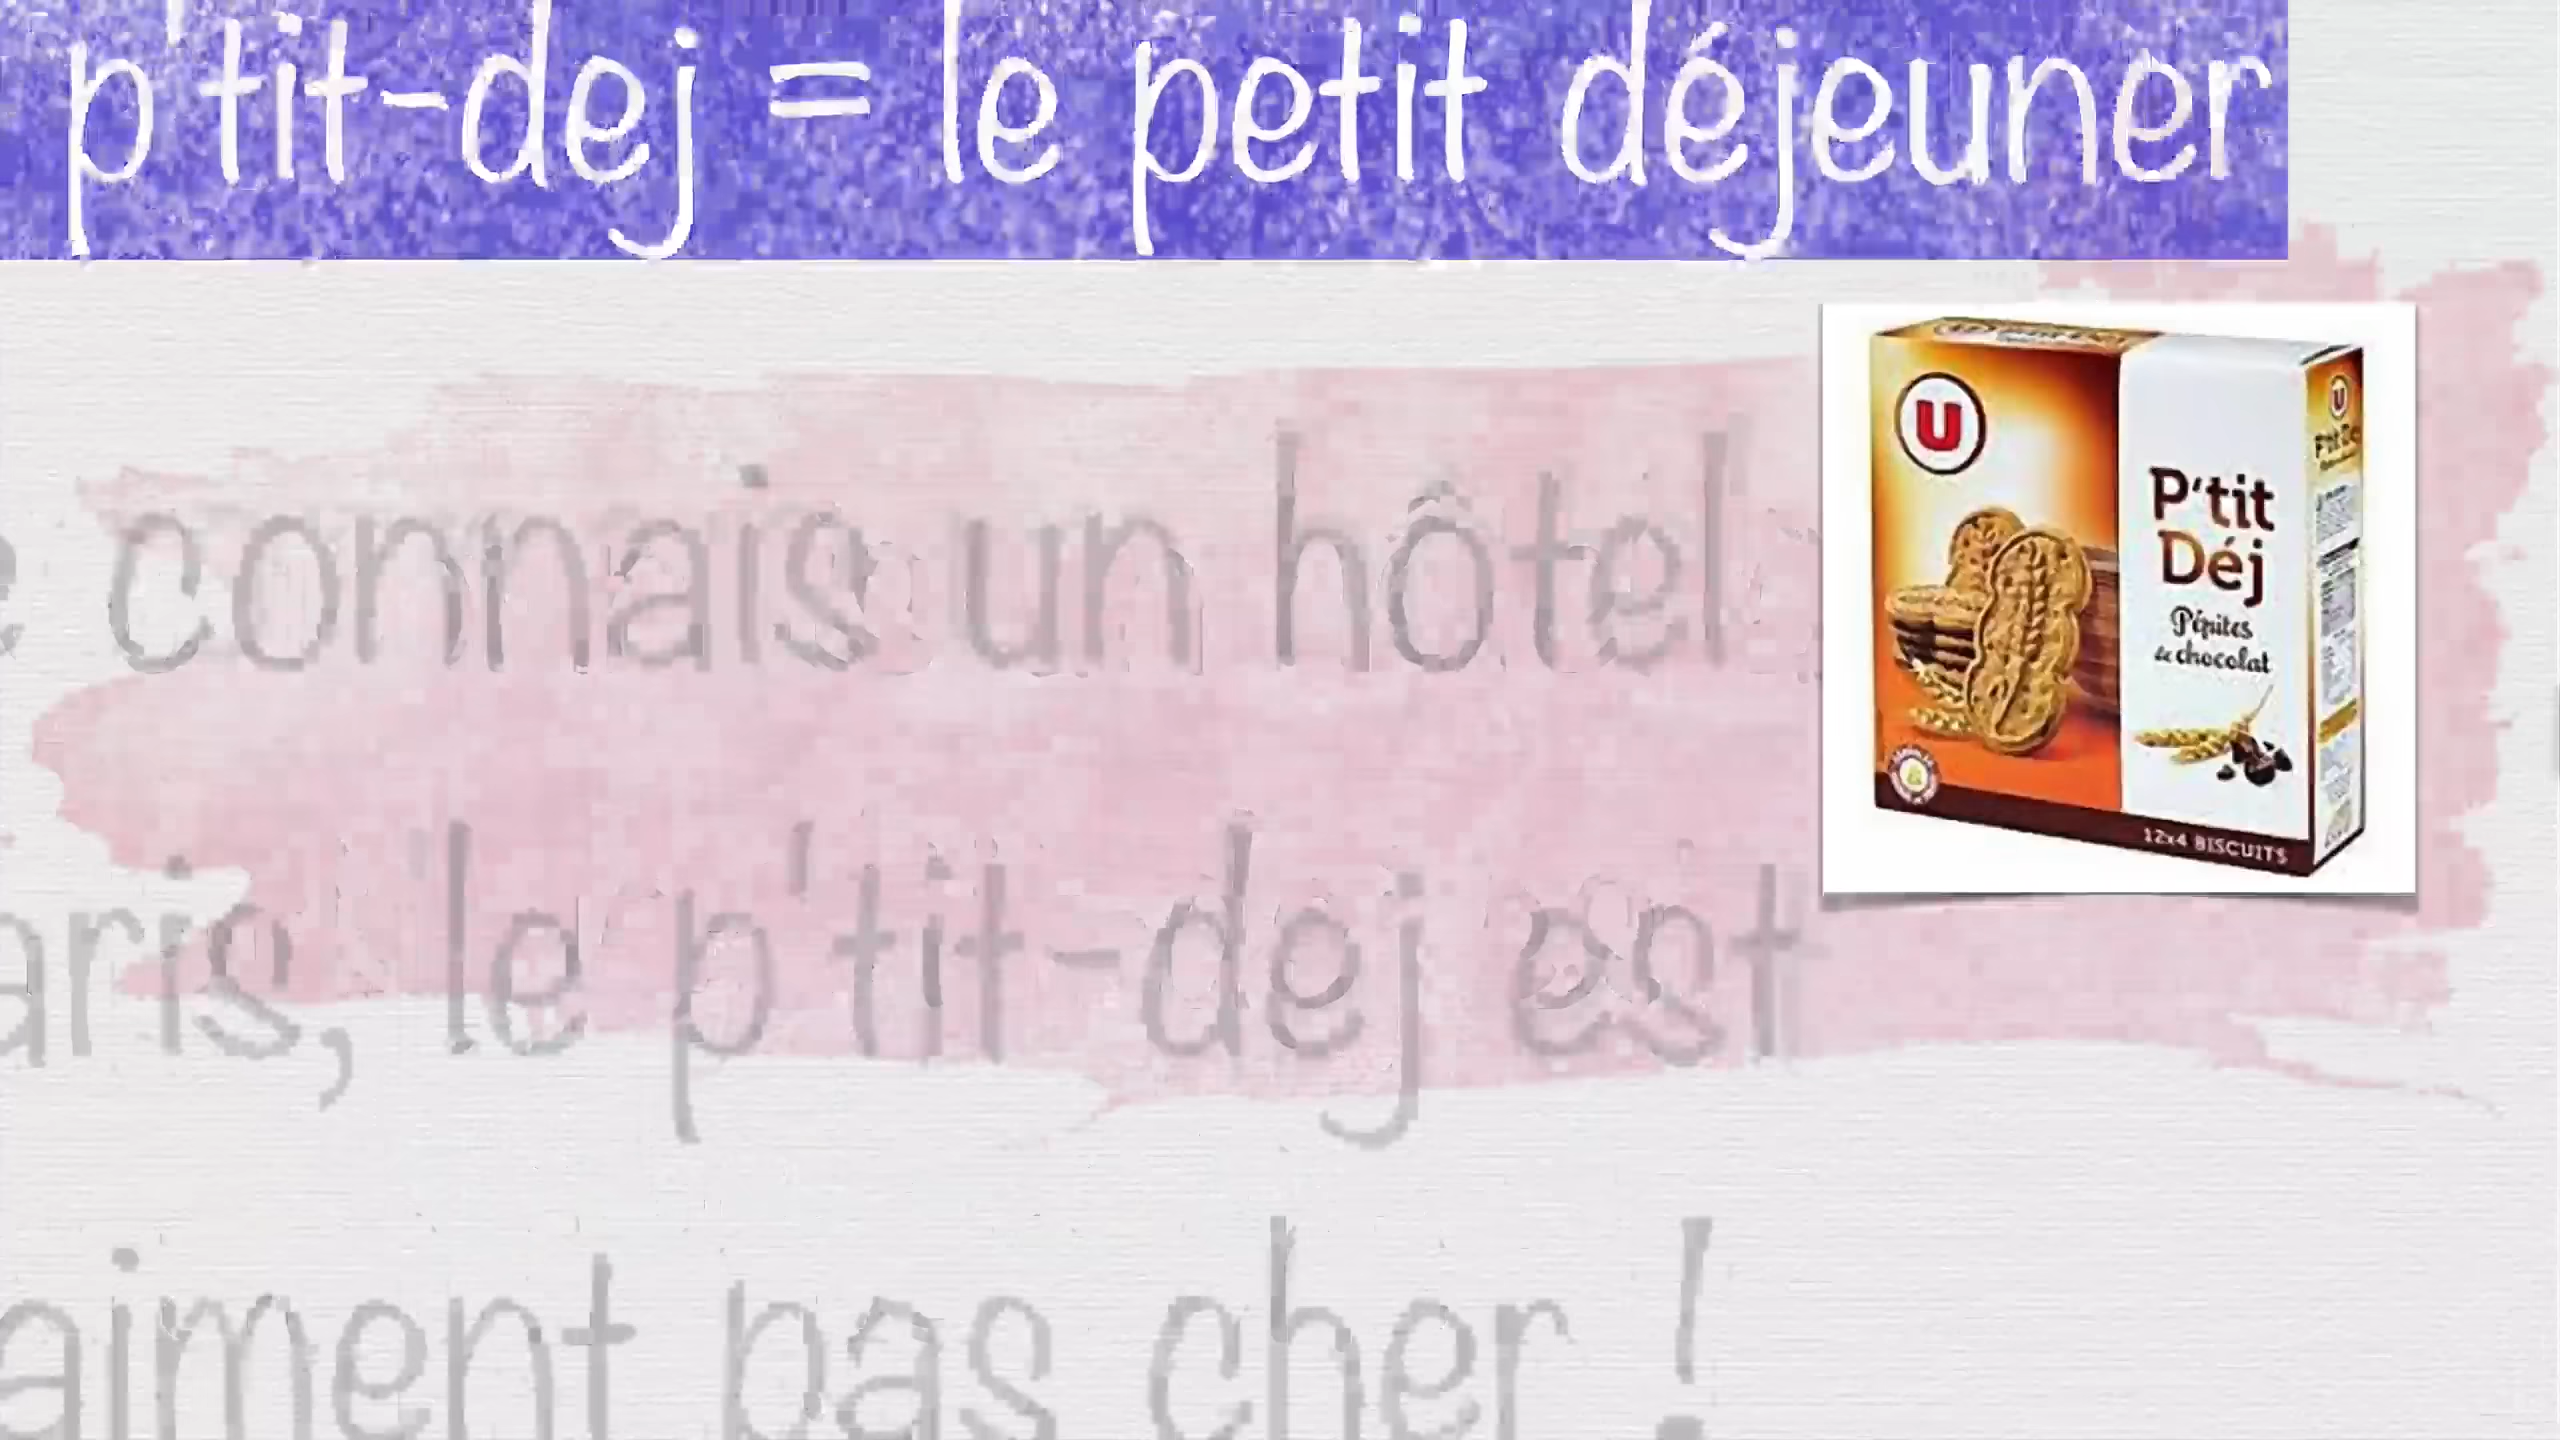 p'tit-dej = le petit déjeuner
connais un hôtel
U
P'tit
Déj
Pépites
de chocolat
12x4 BISCUITS
aris, le p'tit-dej est
aiment pas cher !